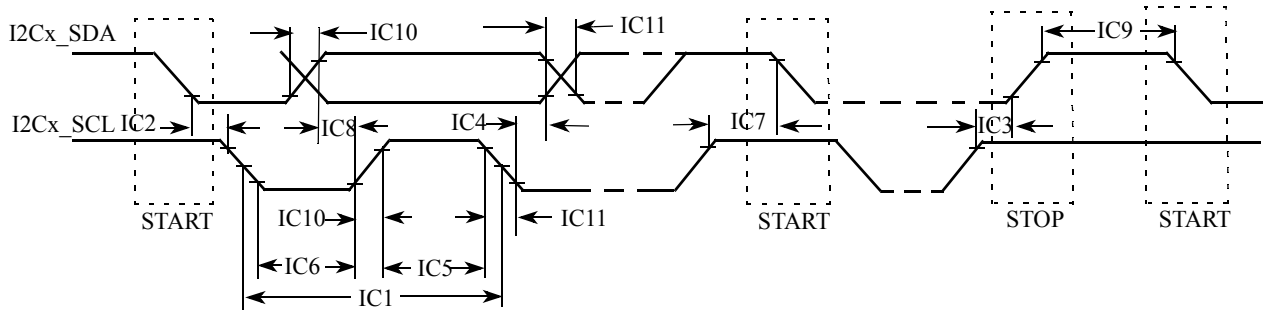 I2Cx_SDA IC10 IC11 IC9
I2Cx_SCL IC2 IC8 IC4 IC7 IC3
START IC10 IC11 START STOP START
IC6 IC5
IC1